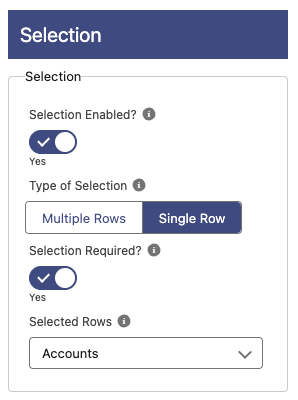 Selection
Selection
Selection Enabled?
Yes
Type of Selection
Multiple Rows Single Row
Selection Required?
Yes
Selected Rows
Accounts